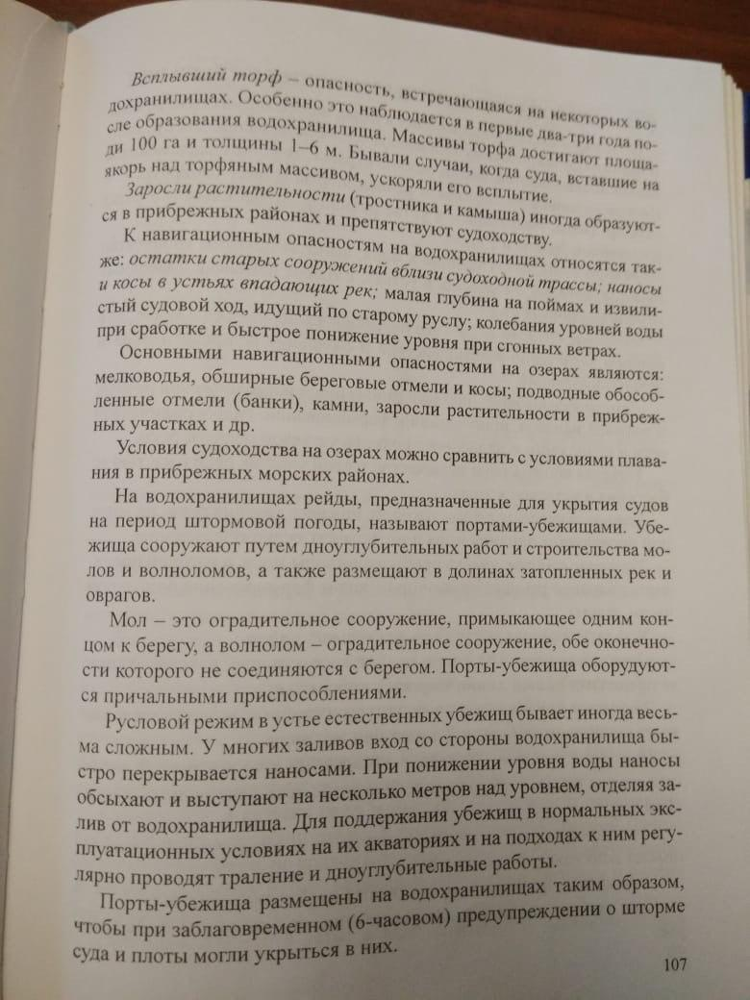 Всплывший торф – опасность, встречающаяся на некоторых во-
дохранилищах. Особенно это наблюдается в первые два-три года по-
сле образования водохранилища. Массивы торфа достигают площа-
ди 100 га и толщины 1–6 м. Бывали случаи, когда суда, вставшие на
якорь над торфяным массивом, ускоряли его всплытие.
Заросли растительности (тростника и камыша) иногда образуют-
ся в прибрежных районах и препятствуют судоходству.
К навигационным опасностям на водохранилищах относятся так-
же: остатки старых сооружений вблизи судоходной трассы; наносы
и косы в устьях впадающих рек; малая глубина на поймах и извили-
стый судовой ход, идущий по старому руслу; колебания уровней воды
при сработке и быстрое понижение уровня при сгонных ветрах.
Основными навигационными опасностями на озерах являются:
мелководья, обширные береговые отмели и косы; подводные обособ-
ленные отмели (банки), камни, заросли растительности в прибреж-
ных участках и др.
Условия судоходства на озерах можно сравнить с условиями плава-
ния в прибрежных морских районах.
На водохранилищах рейды, предназначенные для укрытия судов
на период штормовой погоды, называют портами-убежищами. Убе-
жища сооружают путем дноуглубительных работ и строительства мо-
лов и волноломов, а также размещают в долинах затопленных рек и
оврагов.
Мол – это оградительное сооружение, примыкающее одним кон-
цом к берегу, а волнолом – оградительное сооружение, обе оконечно-
сти которого не соединяются с берегом. Порты-убежища оборудуют-
ся причальными приспособлениями.
Русловой режим в устье естественных убежищ бывает иногда весь-
ма сложным. У многих заливов вход со стороны водохранилища бы-
стро перекрывается наносами. При понижении уровня воды наносы
обсыхают и выступают на несколько метров над уровнем, отделяя за-
лив от водохранилища. Для поддержания убежищ в нормальных экс-
плуатационных условиях на их акваториях и на подходах к ним регу-
лярно проводят траление и дноуглубительные работы.
Порты-убежища размещены на водохранилищах таким образом,
чтобы при заблаговременном (6-часовом) предупреждении о шторме
суда и плоты могли укрыться в них.
107